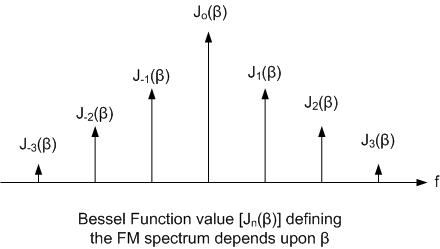 Jo(β)
J-1(β)
J1(β)
J-2(β)
J2(β)
J-3(β)
J3(β)
f
Bessel Function value [Jn(β)] defining
the FM spectrum depends upon β